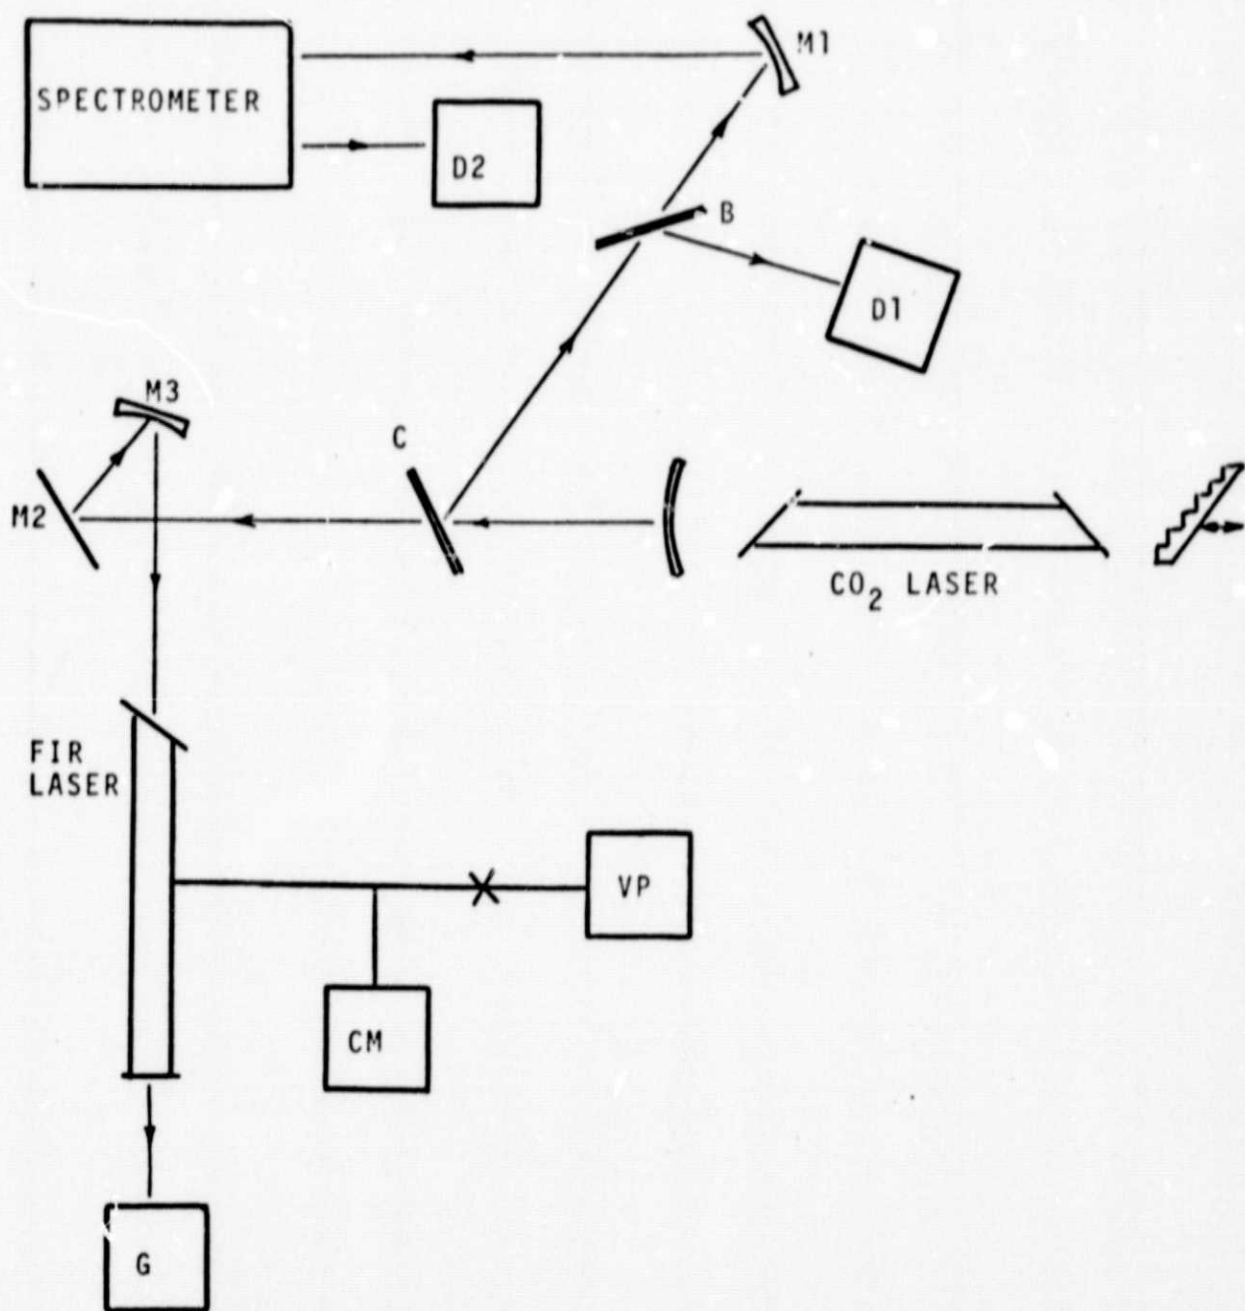 M1
SPECTROMETER
D2
B
D1
M3
C
M2
CO2 LASER
FIR
LASER
VP
CM
G